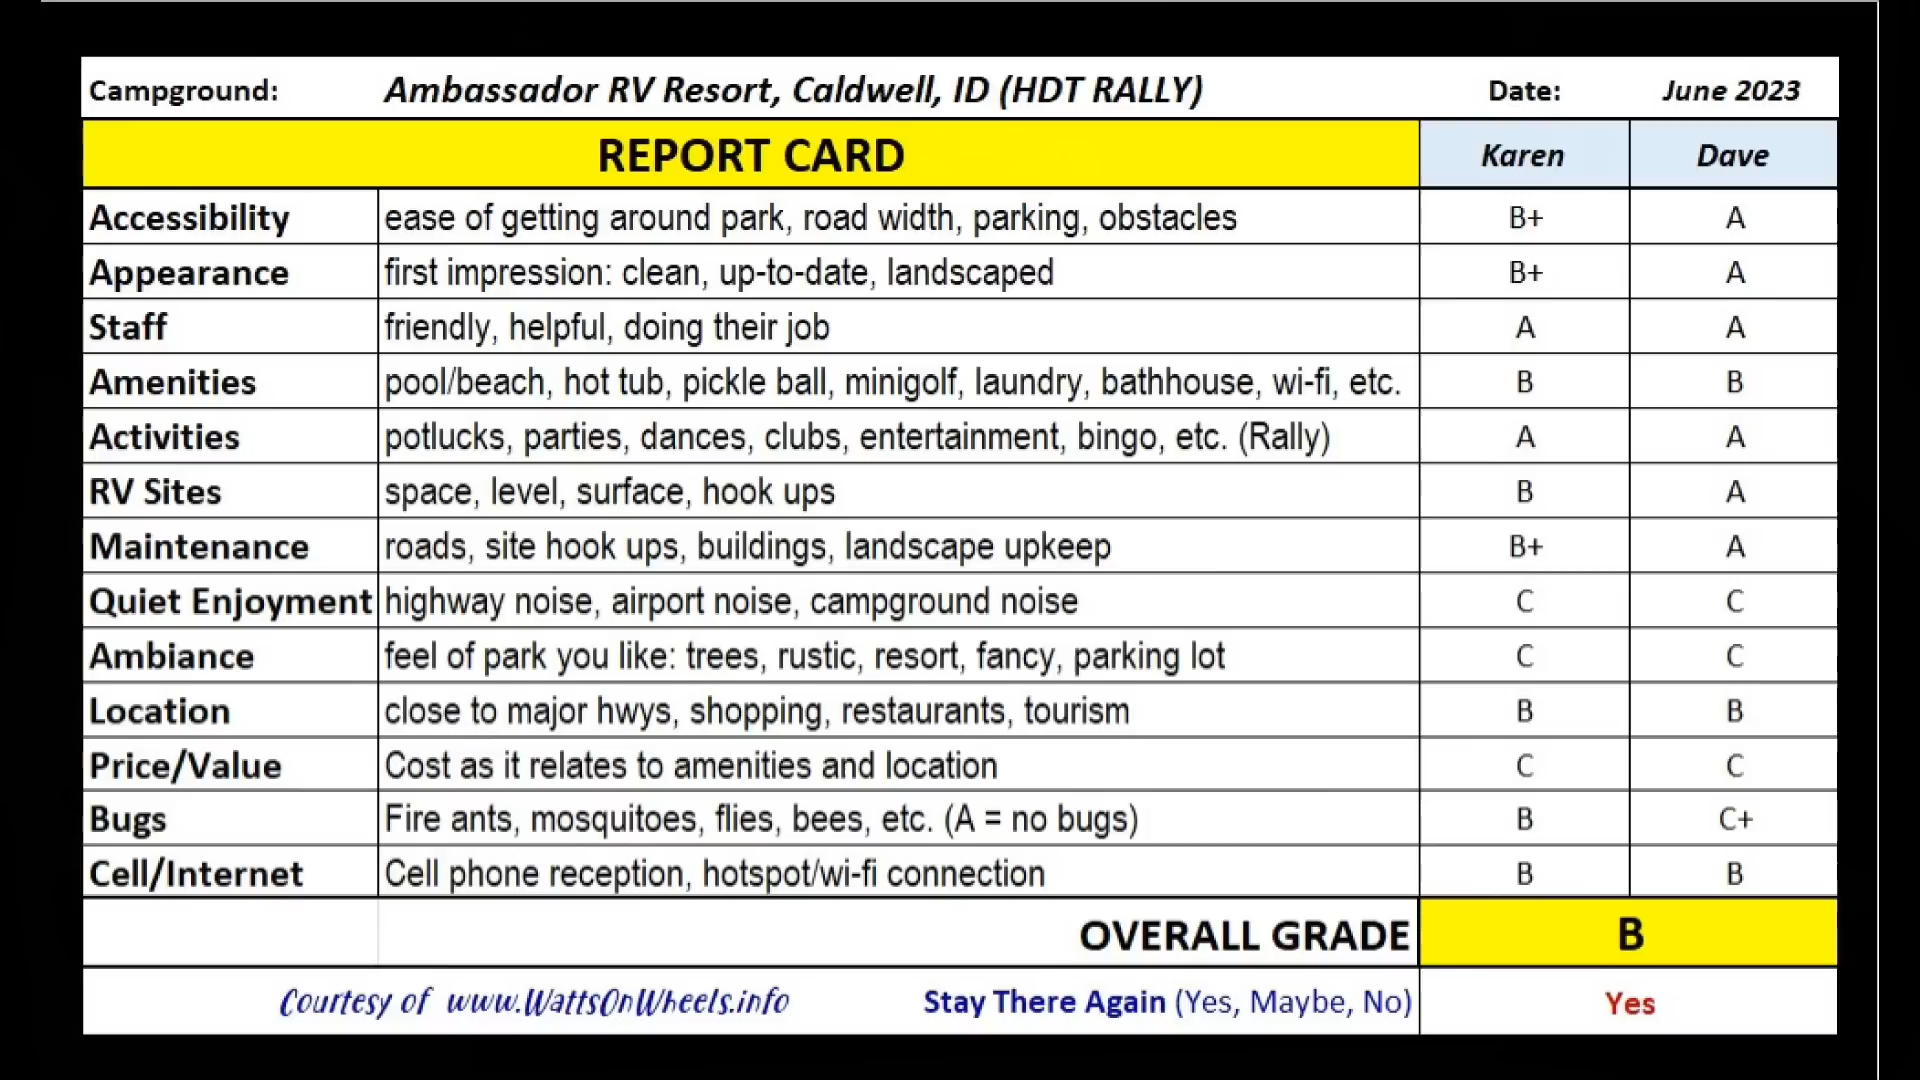 Campground: Ambassador RV Resort, Caldwell, ID (HDT RALLY) Date: June 2023
REPORT CARD Karen Dave
Accessibility ease of getting around park, road width, parking, obstacles B+ A
Appearance first impression: clean, up-to-date, landscaped B+ A
Staff friendly, helpful, doing their job A A
Amenities pool/beach, hot tub, pickle ball, minigolf, laundry, bathhouse, wi-fi, etc. B B
Activities potlucks, parties, dances, clubs, entertainment, bingo, etc. (Rally) A A
RV Sites space, level, surface, hook ups B A
Maintenance roads, site hook ups, buildings, landscape upkeep B+ A
Quiet Enjoyment highway noise, airport noise, campground noise C C
Ambiance feel of park you like: trees, rustic, resort, fancy, parking lot C C
Location close to major hwys, shopping, restaurants, tourism B B
Price/Value Cost as it relates to amenities and location C C
Bugs Fire ants, mosquitoes, flies, bees, etc. (A = no bugs) B C+
Cell/Internet Cell phone reception, hotspot/wi-fi connection B B
OVERALL GRADE B
Courtesy of www.WattsOnWheels.info Stay There Again (Yes, Maybe, No) Yes